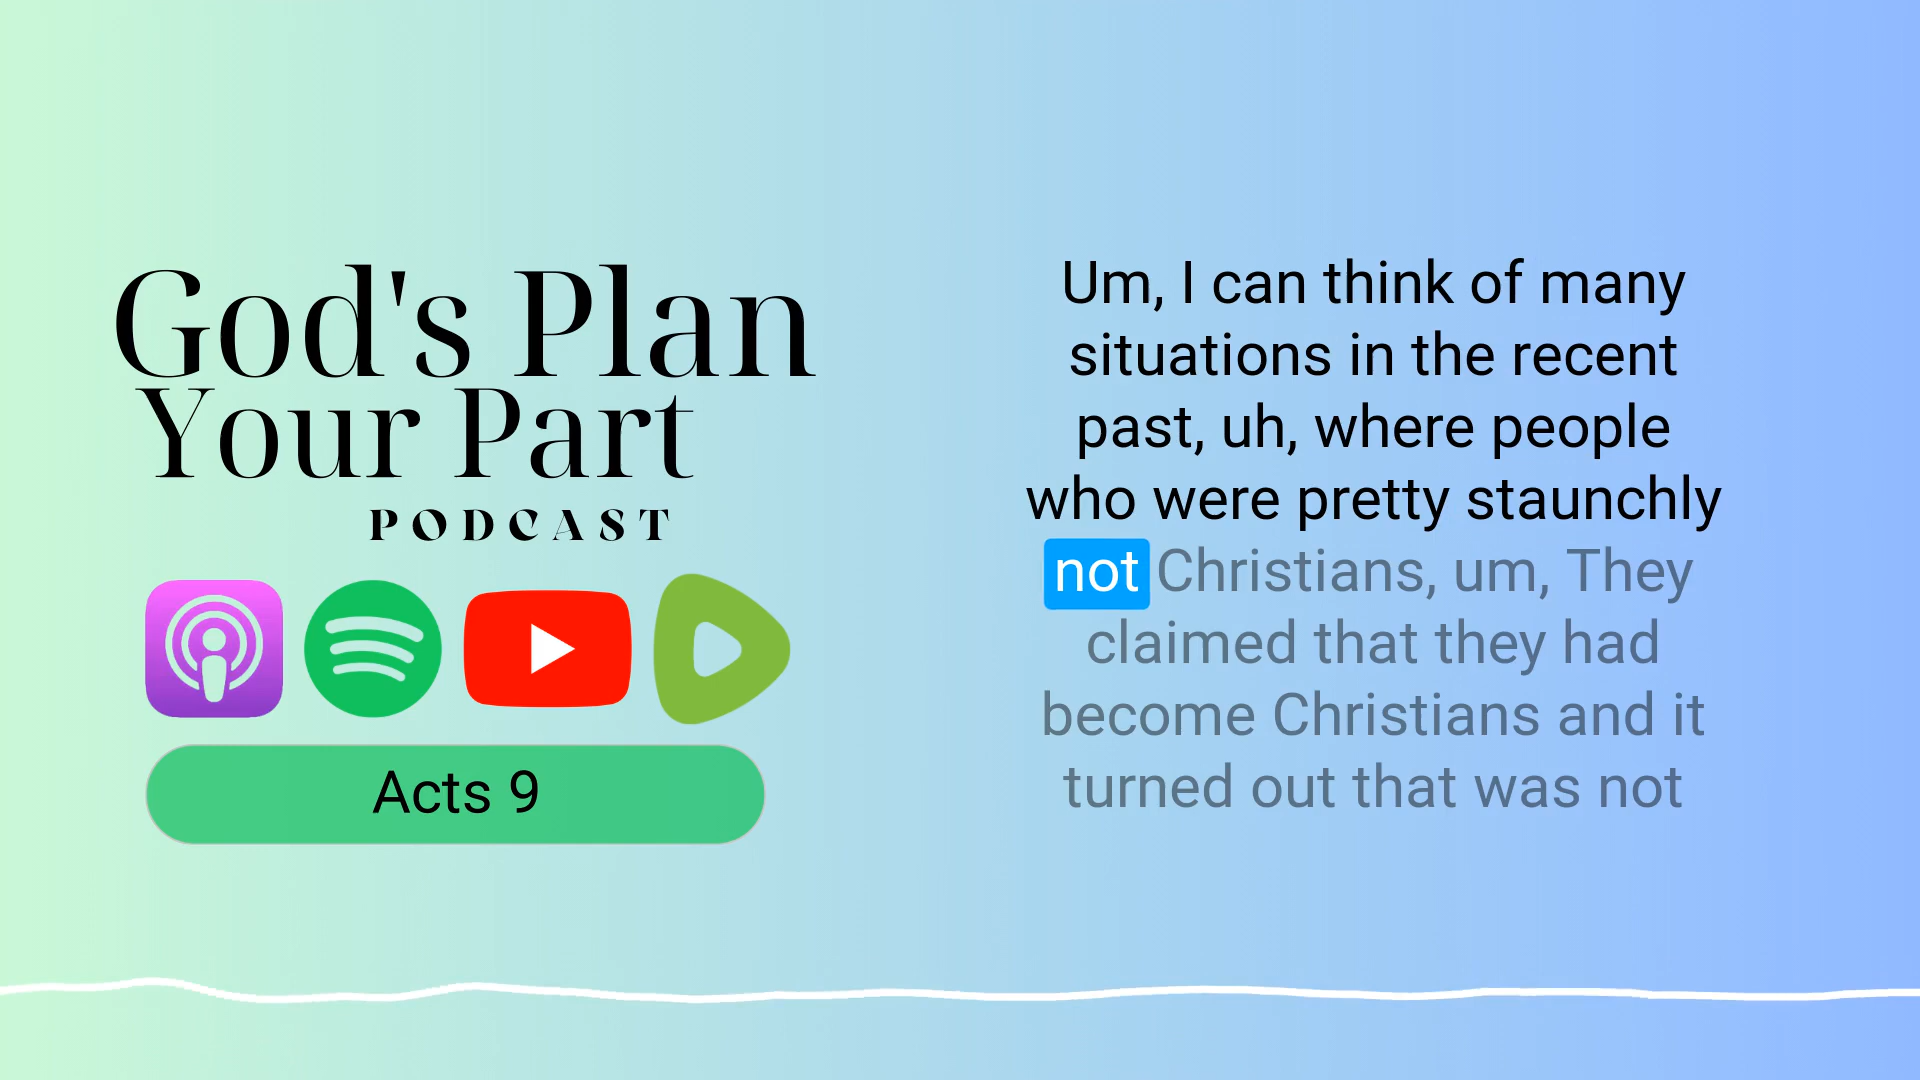 God's Plan
Your Part
PODCAST
Acts 9
Um, I can think of many
situations in the recent
past, uh, where people
who were pretty staunchly
not Christians, um, They
claimed that they had
become Christians and it
turned out that was not